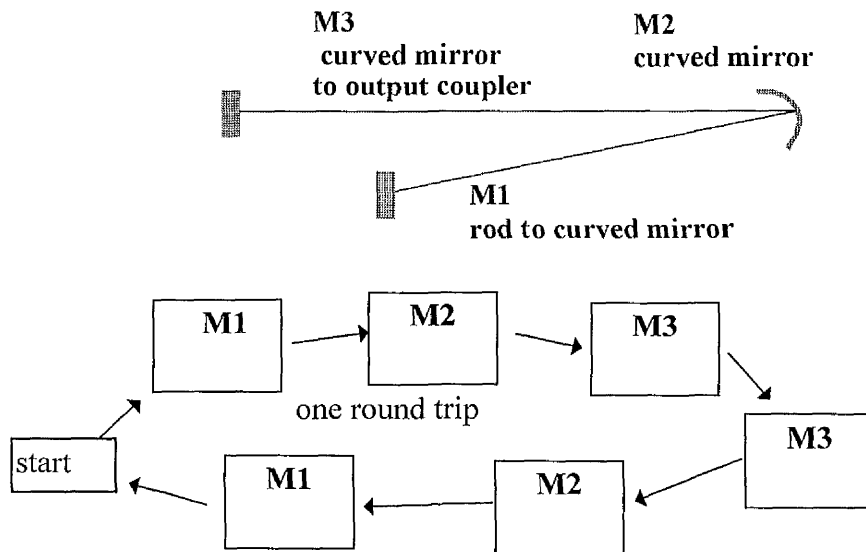 M3
curved mirror
to output coupler
M2
curved mirror
M1
rod to curved mirror
M1
M2
M3
one round trip
M3
start
M1
M2